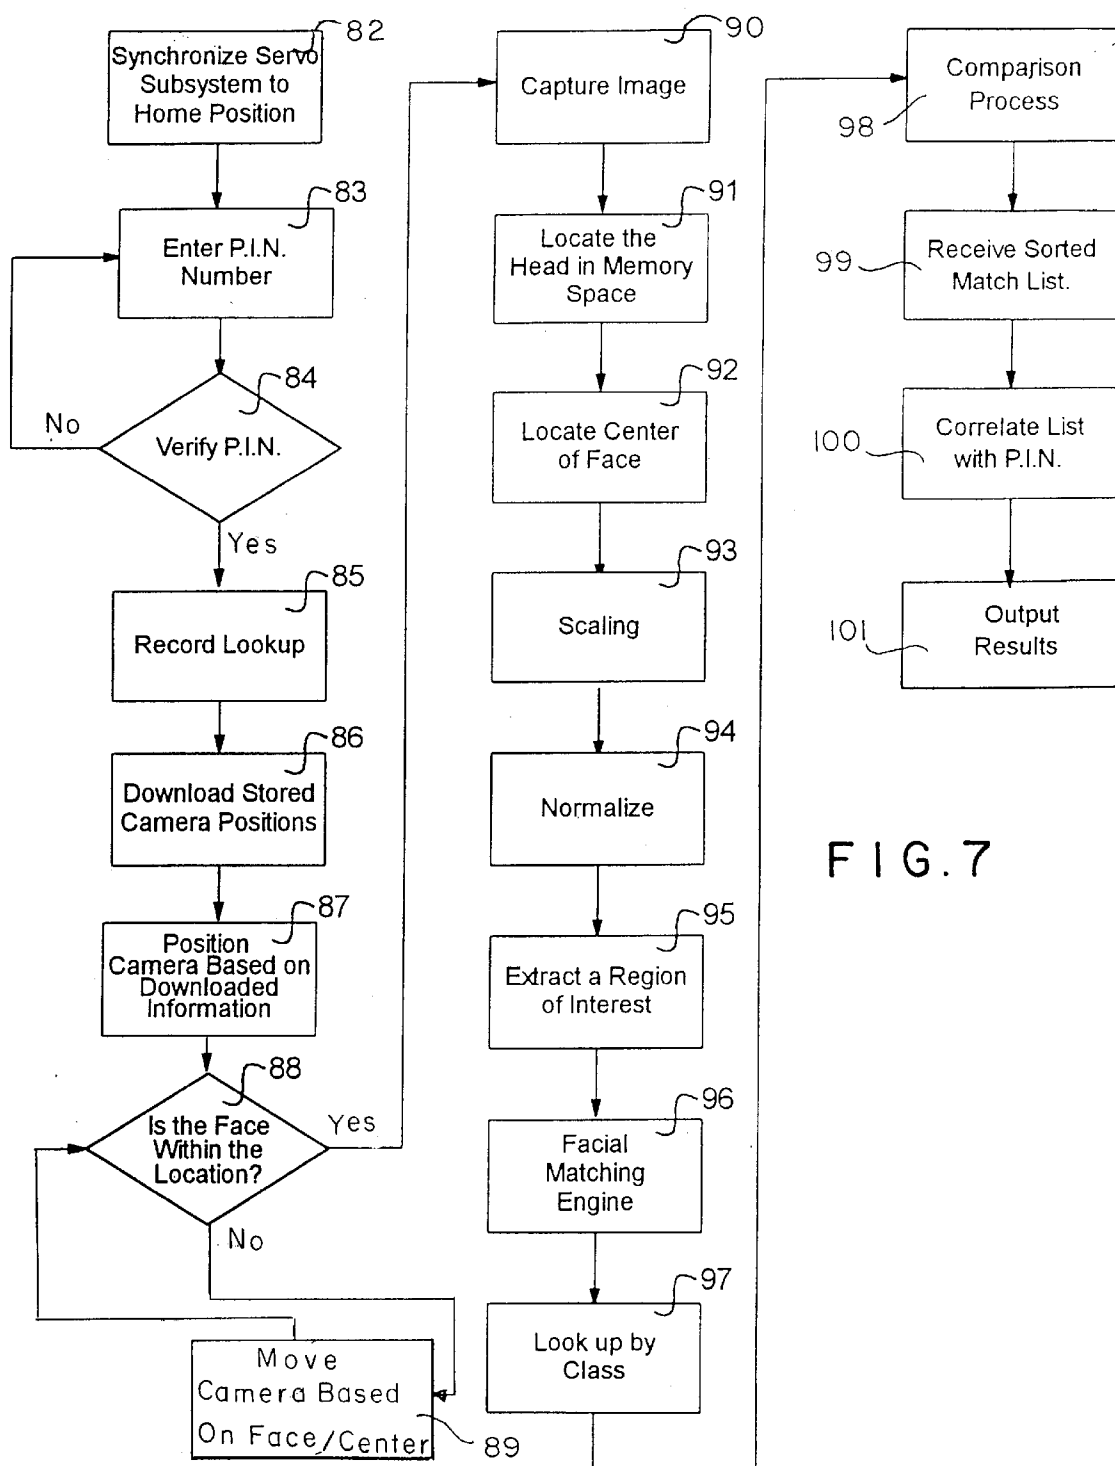 82
Synchronize Servo
Subsystem to
Home Position
83
Enter P.I.N.
Number
84
No
Verify P.I.N.
Yes
85
Record Lookup
86
Download Stored
Camera Positions
87
Position
Camera Based on
Downloaded
Information
88
Is the Face
Within the
Location?
Yes
No
Move
Camera Based
On Face/Center
89
90
Capture Image
91
Locate the
Head in Memory
Space
92
Locate Center
of Face
93
Scaling
94
Normalize
95
Extract a Region
of Interest
96
Facial
Matching
Engine
97
Look up by
Class
Comparison
Process
98
Receive Sorted
Match List.
99
Correlate List
with P.I.N.
100
Output
Results
101
FIG.7